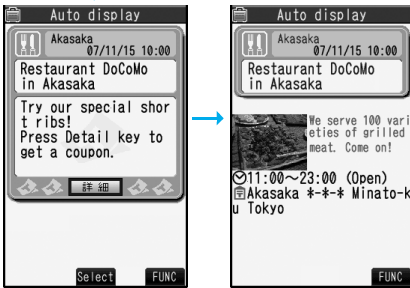 Auto display
Akasaka
07/11/15 10:00
Restaurant DoCoMo
in Akasaka
Try our special shor
t ribs!
Press Detail key to
get a coupon.
詳細
Select FUNC
Auto display
Akasaka
07/11/15 10:00
Restaurant DoCoMo
in Akasaka
We serve 100 vari
eties of grilled
meat. Come on!
11:00～23:00 (Open)
Akasaka *-*-* Minato-k
u Tokyo
FUNC